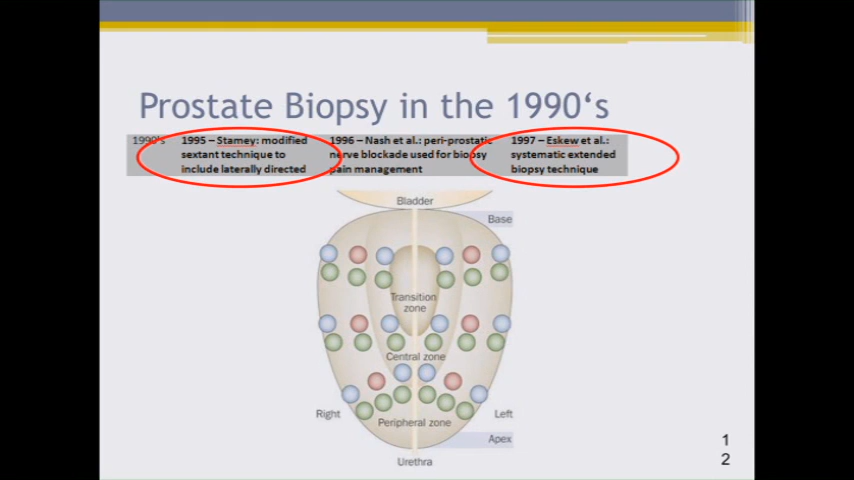 Prostate Biopsy in the 1990‘s
1990's
1995 – Stamey: modified
sextant technique to
include laterally directed
1996 – Nash et al.: peri-prostatic
nerve blockade used for biopsy
pain management
1997 – Eskew et al.:
systematic extended
biopsy technique
Bladder
Base
Transition
zone
Central zone
Right
Left
Peripheral zone
Apex
Urethra
1
2